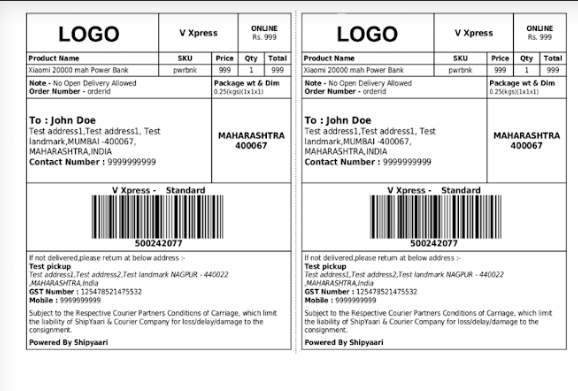 LOGO
V Xpress
ONLINE
Rs. 999
Product Name SKU Price Qty Total
Xiaomi 20000 mah Power Bank pwrbnk 999 1 999
Note - No Open Delivery Allowed
Order Number - orderid
Package wt & Dim
0.25(kgs)(1x1x1)
To : John Doe
Test address1,Test address1, Test
landmark,MUMBAI -400067,
MAHARASHTRA,INDIA
Contact Number : 9999999999
MAHARASHTRA
400067
V Xpress - Standard
500242077
If not delivered,please return at below address :-
Test pickup
Test address1,Test address2,Test landmark NAGPUR - 440022
,MAHARASHTRA,India
GST Number : 125478521475532
Mobile : 9999999999
Subject to the Respective Courier Partners Conditions of Carriage, which limit
the liability of ShipYaari & Courier Company for loss/delay/damage to the
consignment.
Powered By Shipyaari
LOGO
V Xpress
ONLINE
Rs. 999
Product Name SKU Price Qty Total
Xiaomi 20000 mah Power Bank pwrbnk 999 1 999
Note - No Open Delivery Allowed
Order Number - orderid
Package wt & Dim
0.25(kgs)(1x1x1)
To : John Doe
Test address1,Test address1, Test
landmark,MUMBAI -400067,
MAHARASHTRA,INDIA
Contact Number : 9999999999
MAHARASHTRA
400067
V Xpress - Standard
500242077
If not delivered,please return at below address :-
Test pickup
Test address1,Test address2,Test landmark NAGPUR - 440022
,MAHARASHTRA,India
GST Number : 125478521475532
Mobile : 9999999999
Subject to the Respective Courier Partners Conditions of Carriage, which limit
the liability of ShipYaari & Courier Company for loss/delay/damage to the
consignment.
Powered By Shipyaari